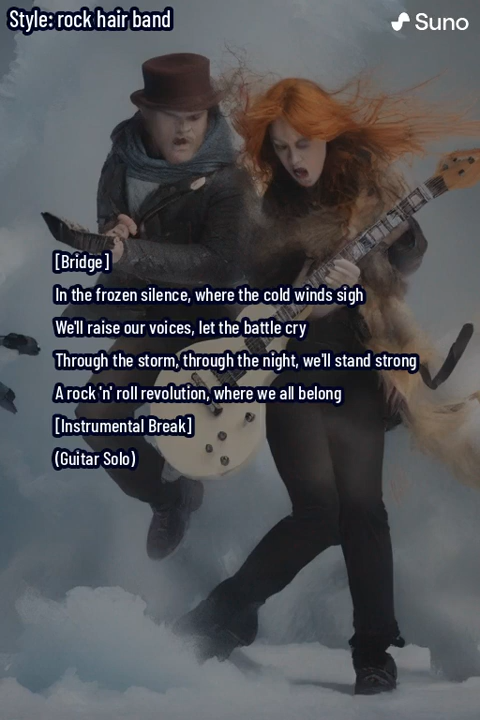 Style: rock hair band
Suno
[Bridge]
In the frozen silence, where the cold winds sigh
We'll raise our voices, let the battle cry
Through the storm, through the night, we'll stand strong
A rock 'n' roll revolution, where we all belong
[Instrumental Break]
(Guitar Solo)